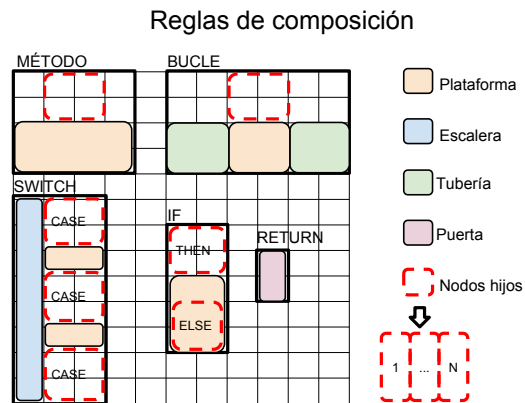 Reglas de composición
MÉTODO
BUCLE
SWITCH
CASE
CASE
CASE
IF
THEN
ELSE
RETURN
Plataforma
Escalera
Tubería
Puerta
Nodos hijos
1 ... N